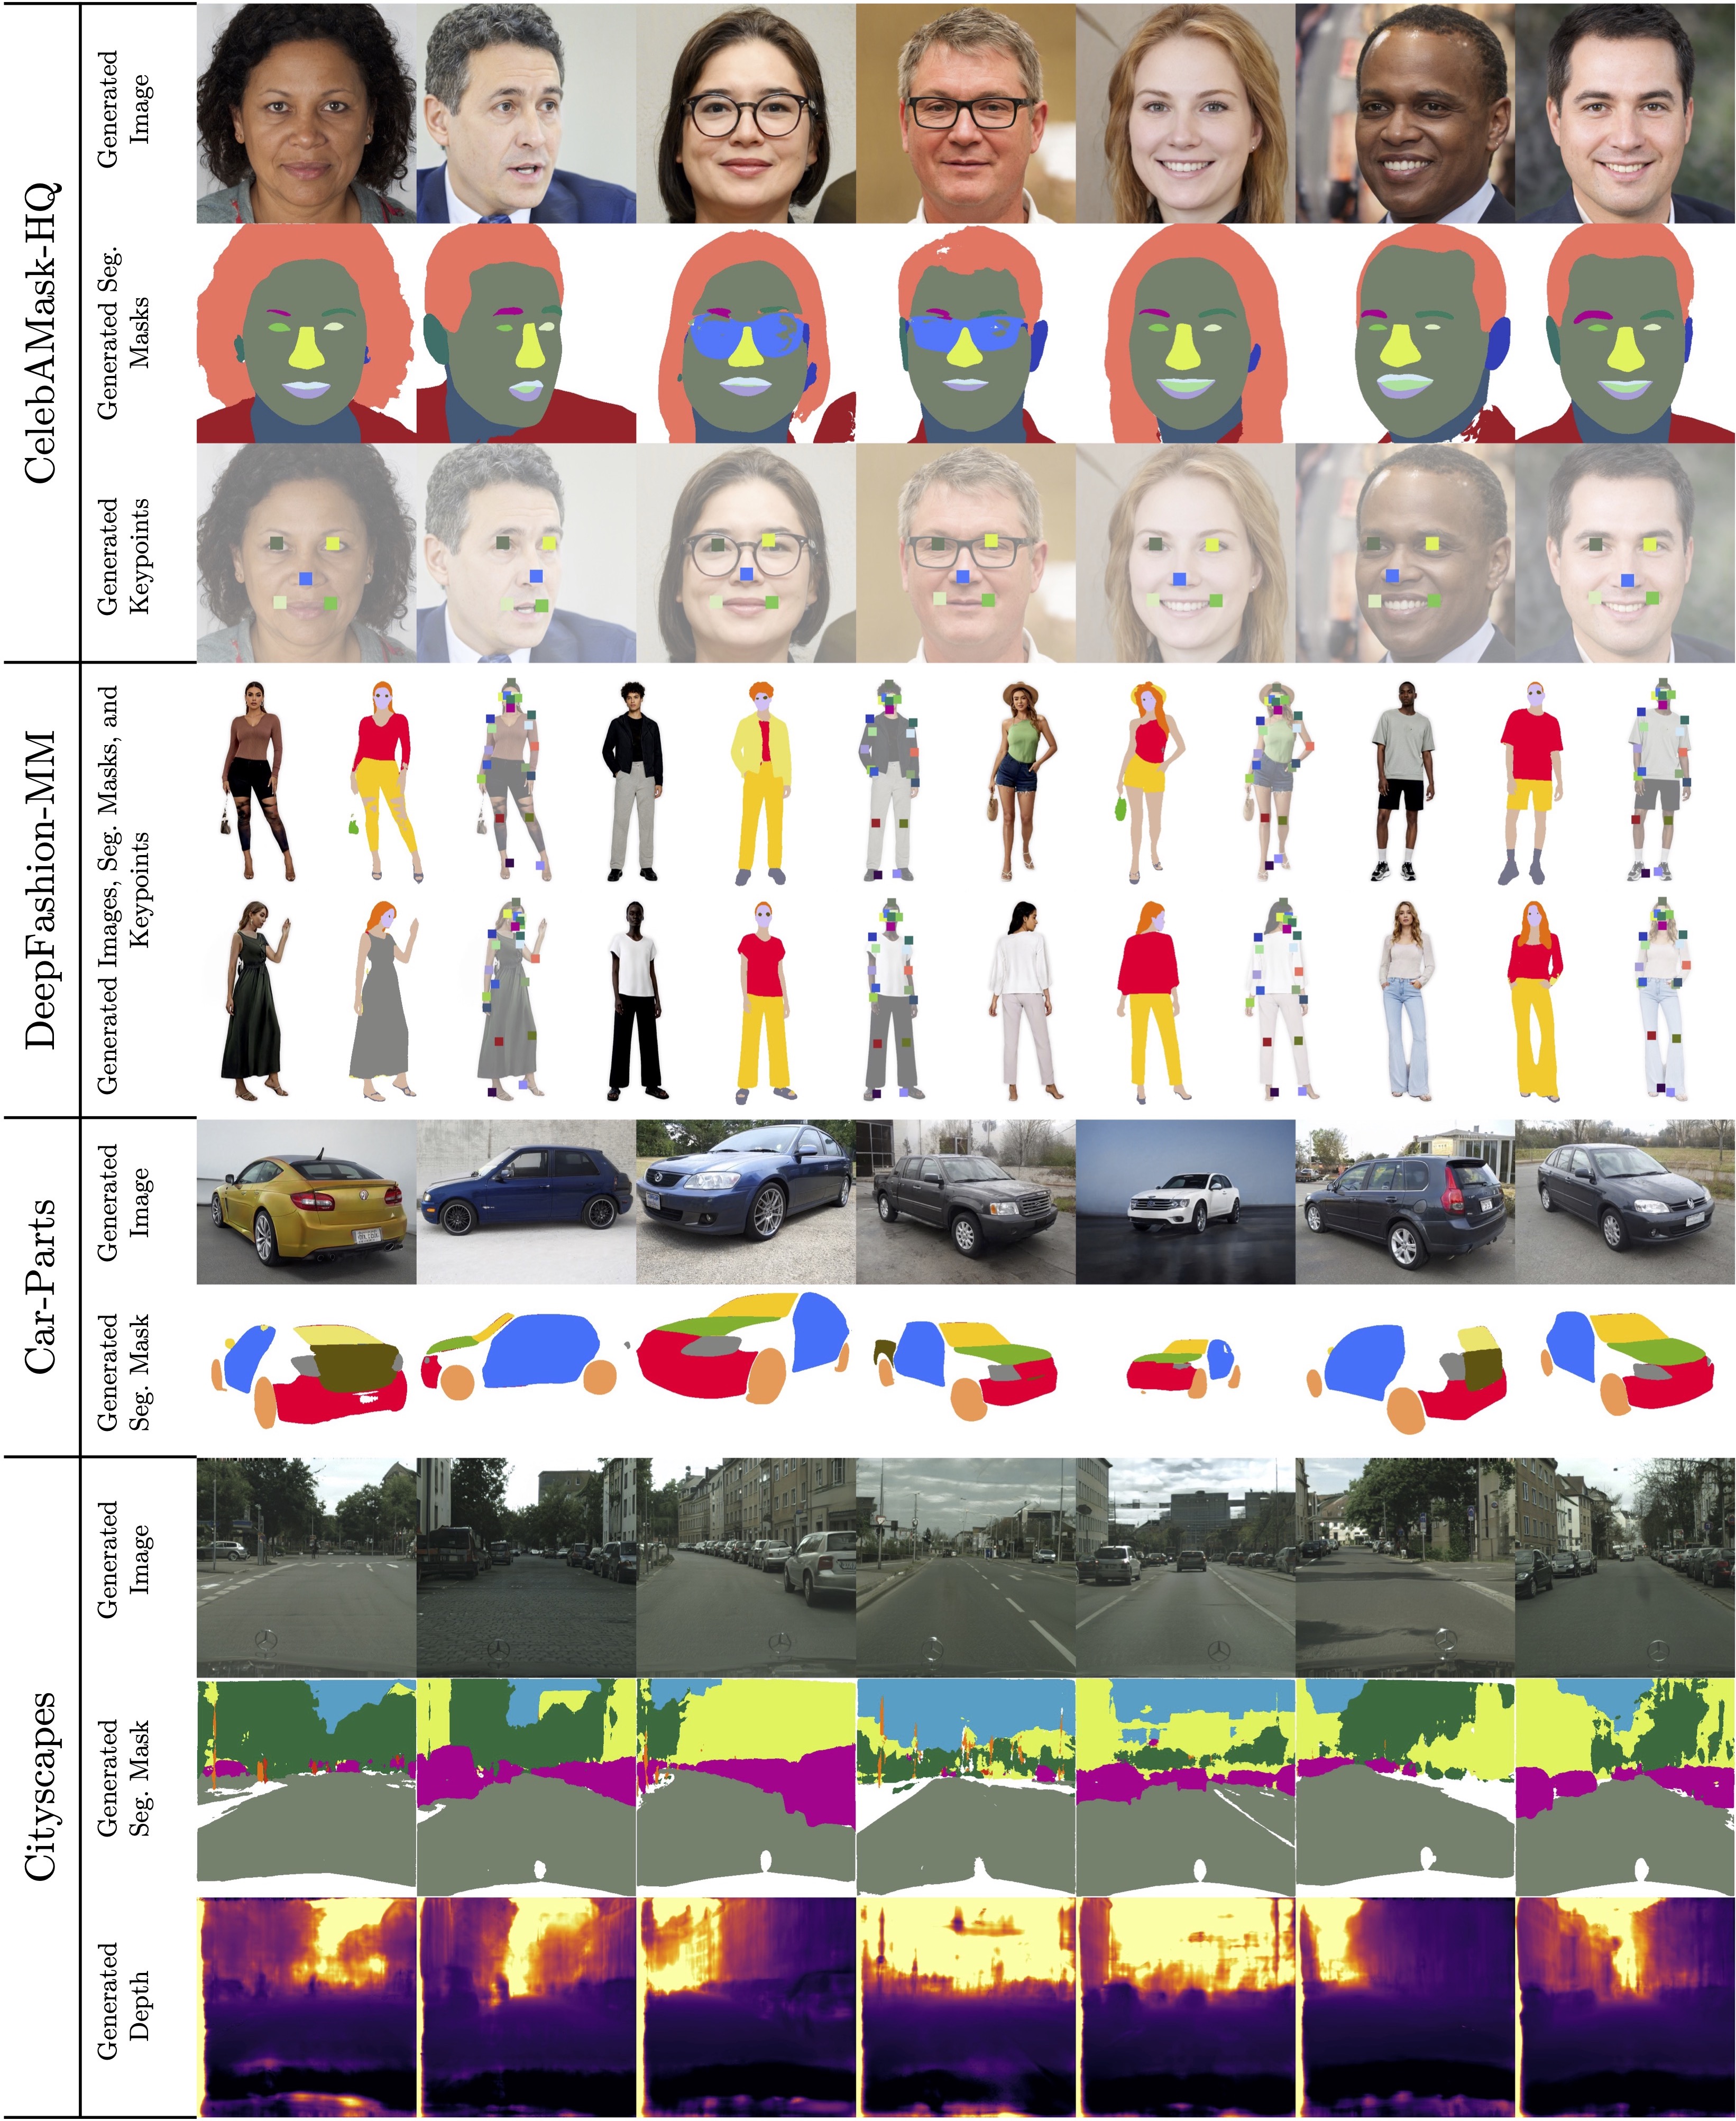 CelebAMask-HQ
Generated
Image
Generated Seg.
Masks
Generated
Keypoints
DeepFashion-MM
Generated Images, Seg. Masks, and
Keypoints
Car-Parts
Generated
Image
Generated
Seg. Mask
Cityscapes
Generated
Image
Generated
Seg. Mask
Generated
Depth